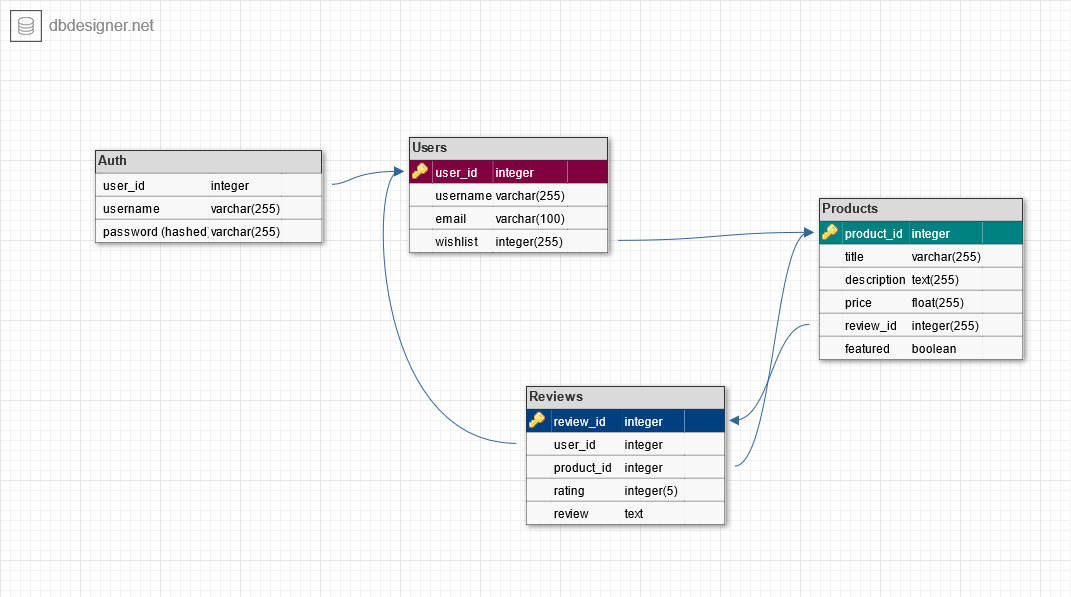 dbdesigner.net
Auth
user_id integer
username varchar(255)
password (hashed) varchar(255)
Users
user_id integer
username varchar(255)
email varchar(100)
wishlist integer(255)
Products
product_id integer
title varchar(255)
description text(255)
price float(255)
review_id integer(255)
featured boolean
Reviews
review_id integer
user_id integer
product_id integer
rating integer(5)
review text